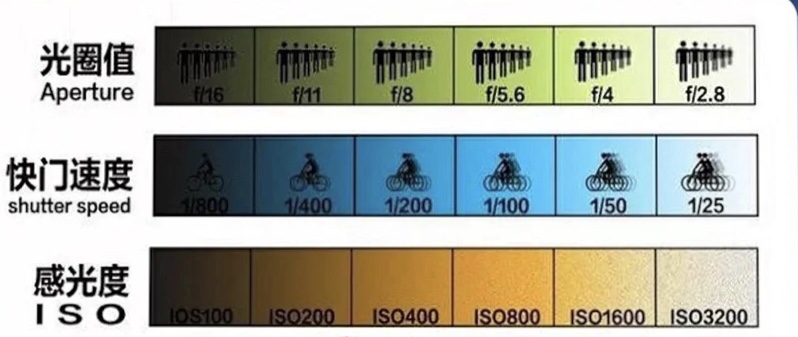 光圈值
Aperture
f/16 f/11 f/8 f/5.6 f/4 f/2.8
快门速度
shutter speed
1/800 1/400 1/200 1/100 1/50 1/25
感光度
ISO
IOS100 ISO200 ISO400 ISO800 ISO1600 ISO3200